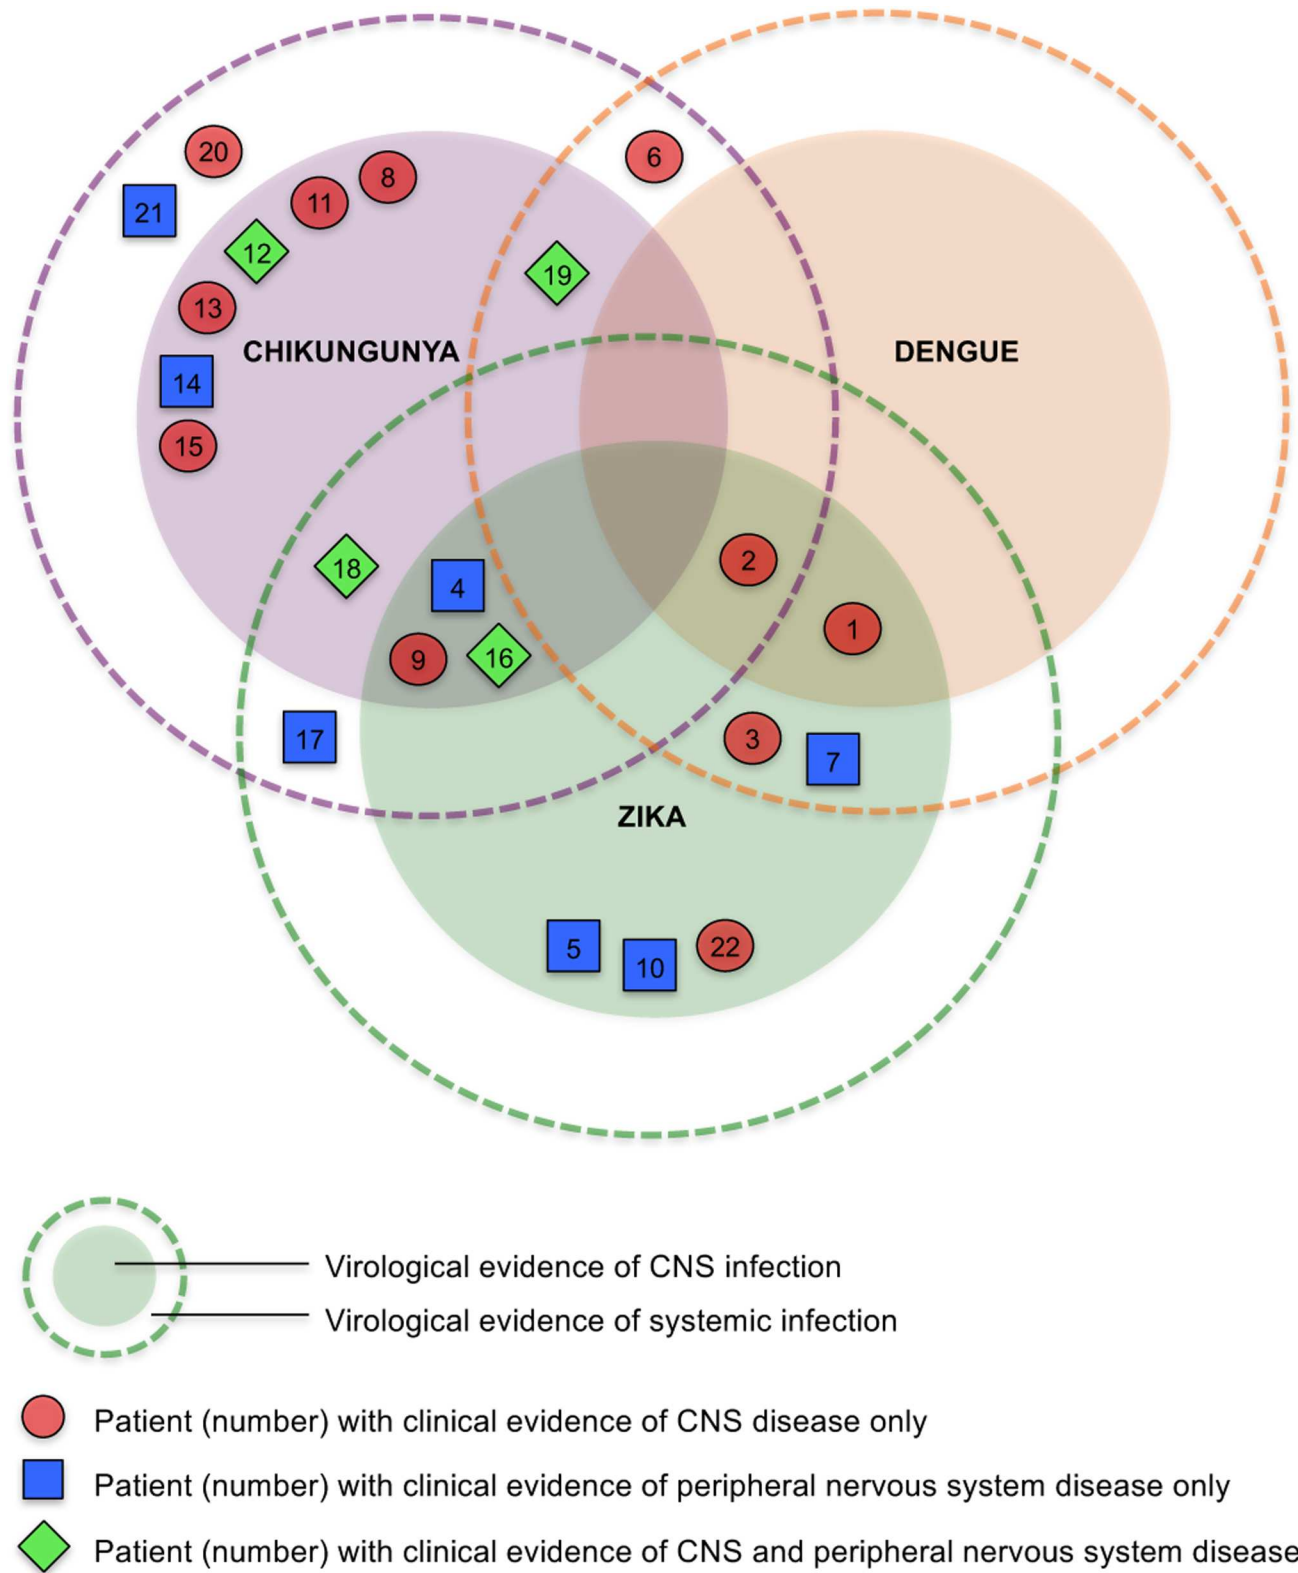 20
6
8
11
21
12
19
13
CHIKUNGUNYA
DENGUE
14
15
2
18
4
1
9
16
17
3
7
ZIKA
5
10
22
Virological evidence of CNS infection
Virological evidence of systemic infection
Patient (number) with clinical evidence of CNS disease only
Patient (number) with clinical evidence of peripheral nervous system disease only
Patient (number) with clinical evidence of CNS and peripheral nervous system disease